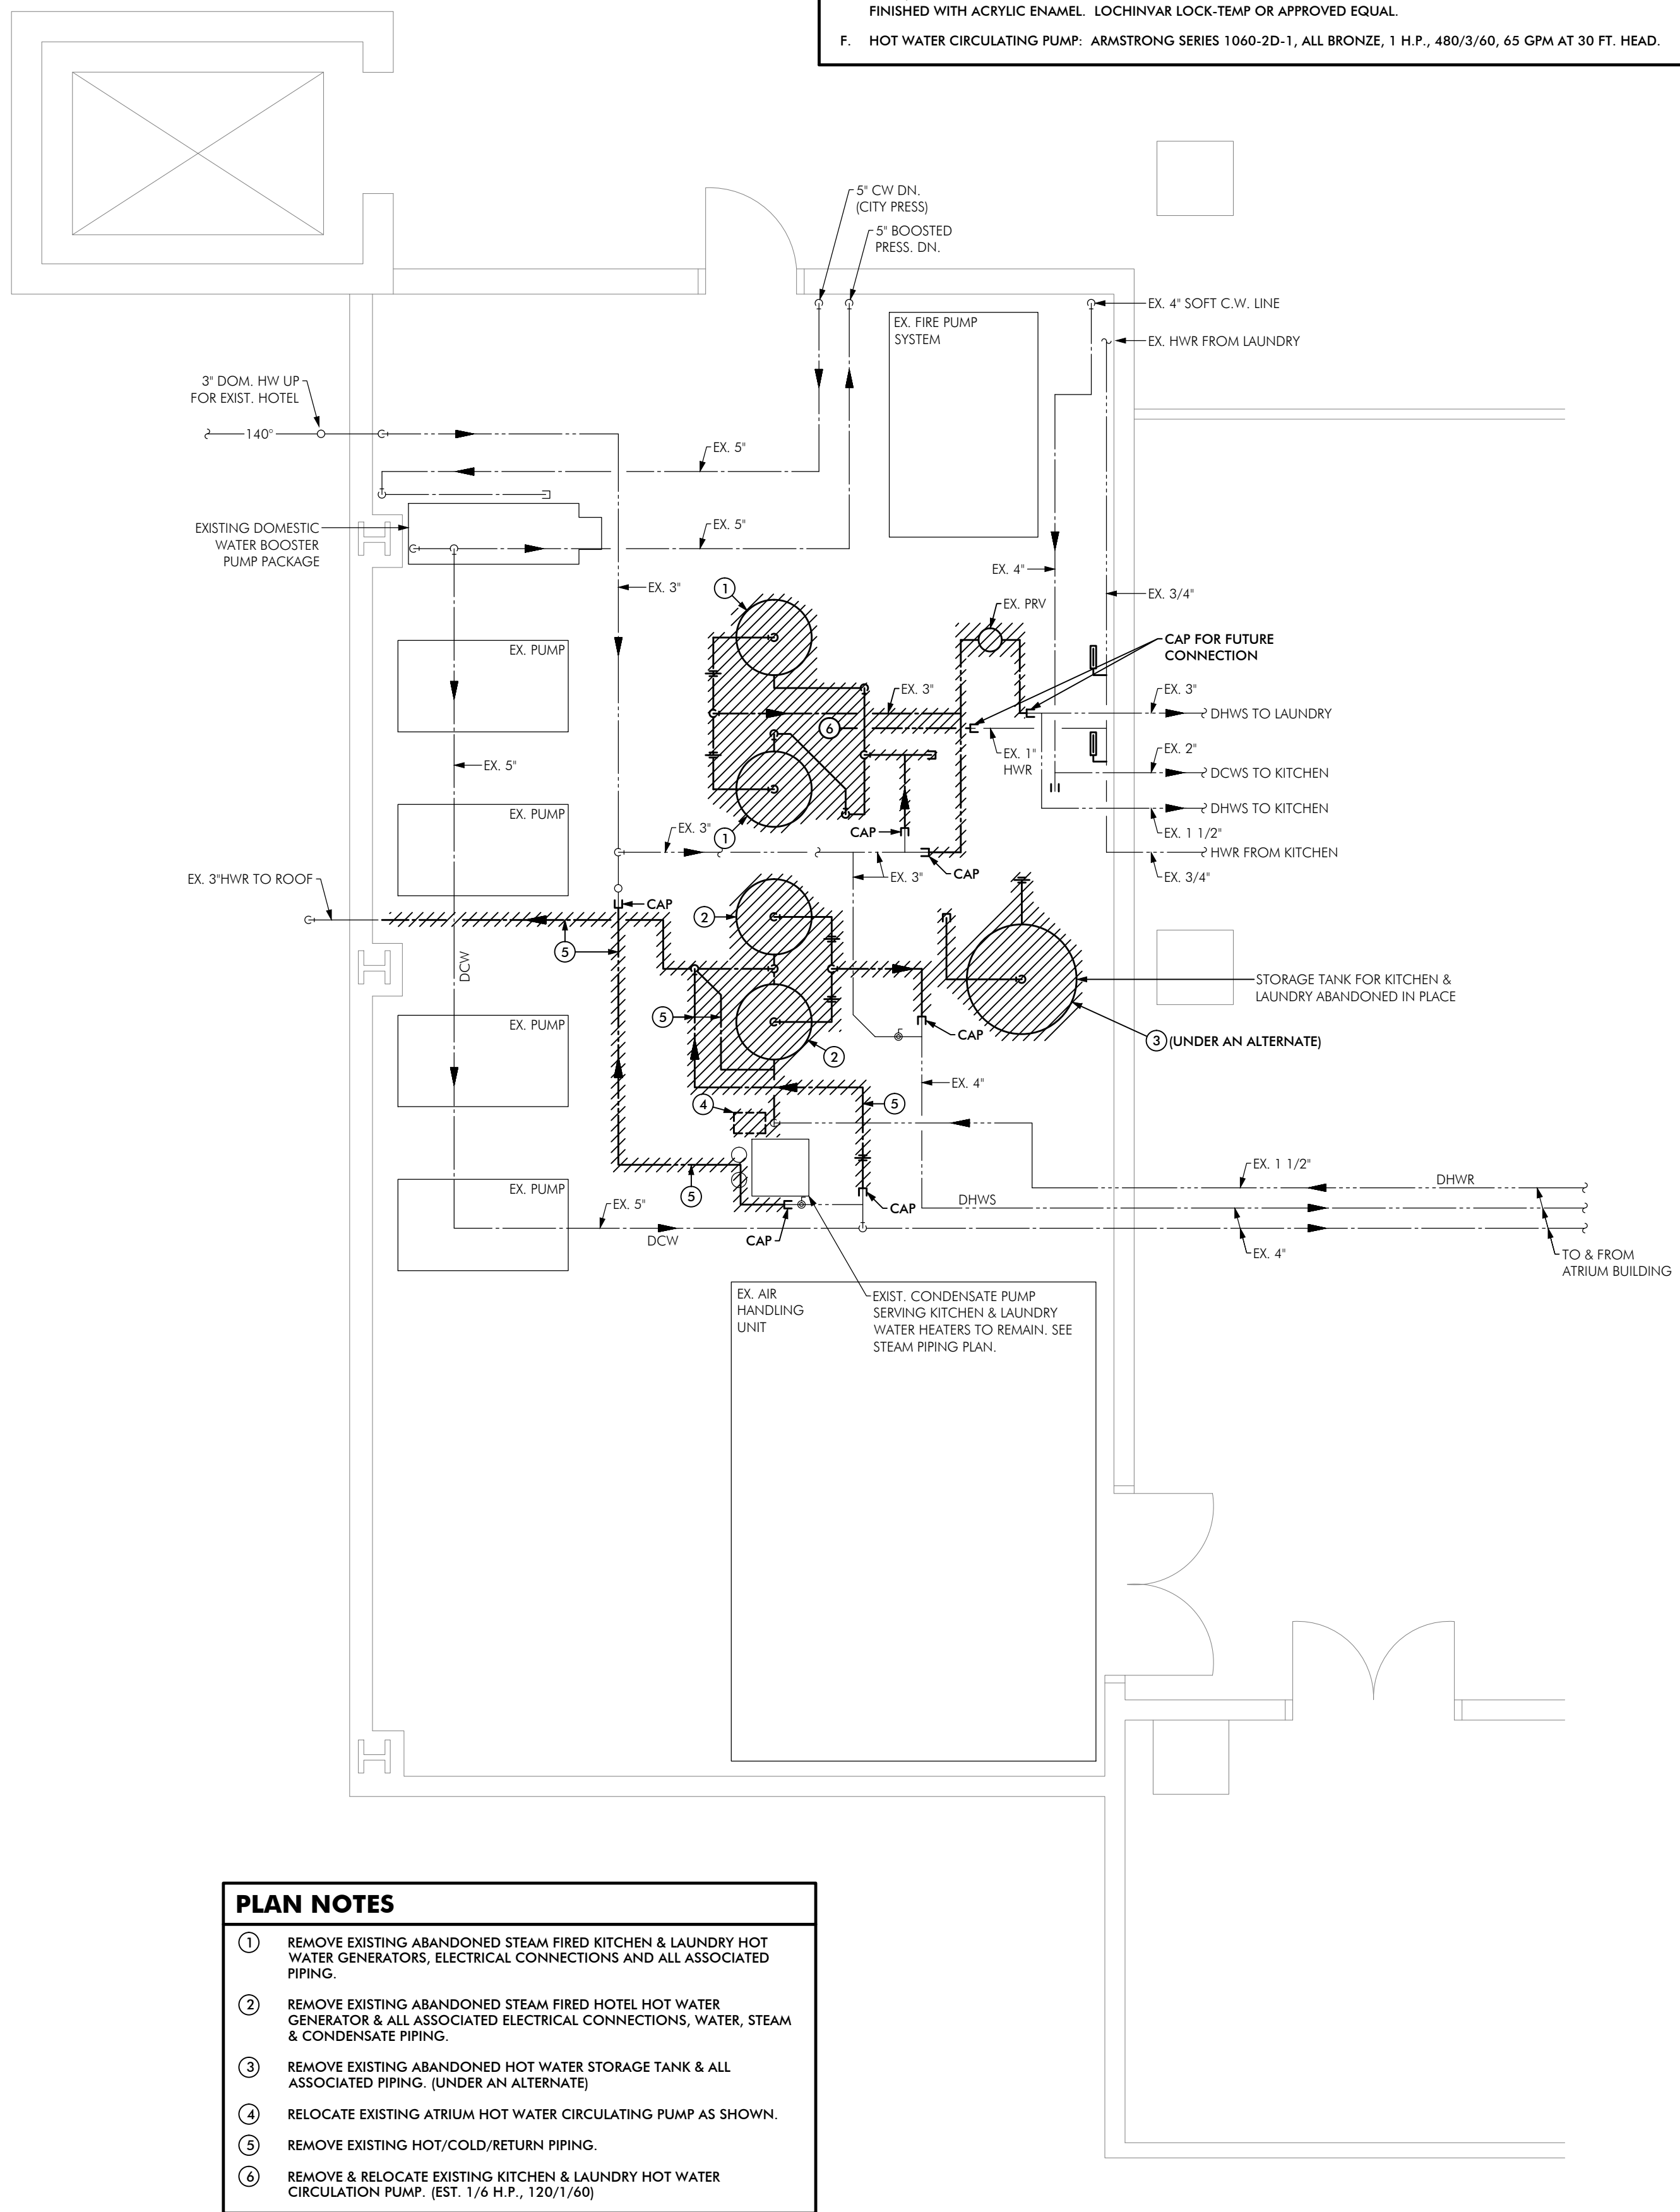 FINISHED WITH ACRYLIC ENAMEL. LOCHINVAR LOCK-TEMP OR APPROVED EQUAL.
F. HOT WATER CIRCULATING PUMP: ARMSTRONG SERIES 1060-2D-1, ALL BRONZE, 1 H.P., 480/3/60, 65 GPM AT 30 FT. HEAD.
5" CW DN.
(CITY PRESS)
5" BOOSTED
PRESS. DN.
EX. 4" SOFT C.W. LINE
EX. FIRE PUMP
SYSTEM
EX. HWR FROM LAUNDRY
3" DOM. HW UP
FOR EXIST. HOTEL
140°
EX. 5"
EXISTING DOMESTIC
WATER BOOSTER
PUMP PACKAGE
EX. 5"
EX. 4"
EX. 3"
1
EX. 3/4"
EX. PRV
CAP FOR FUTURE
CONNECTION
EX. PUMP
EX. 3"
EX. 3"
DHWS TO LAUNDRY
6
EX. 1"
HWR
EX. 2"
EX. 5"
DCWS TO KITCHEN
DHWS TO KITCHEN
EX. PUMP
EX. 3"
1
CAP
EX. 1 1/2"
HWR FROM KITCHEN
EX. 3"HWR TO ROOF
EX. 3"
CAP
EX. 3/4"
CAP
2
5
DCW
STORAGE TANK FOR KITCHEN &
LAUNDRY ABANDONED IN PLACE
5
EX. PUMP
CAP
3 (UNDER AN ALTERNATE)
2
EX. 4"
4
5
EX. 1 1/2"
DHWR
EX. PUMP
5
EX. 5"
CAP
DHWS
DCW
CAP
EX. 4"
TO & FROM
ATRIUM BUILDING
EX. AIR
HANDLING
UNIT
EXIST. CONDENSATE PUMP
SERVING KITCHEN & LAUNDRY
WATER HEATERS TO REMAIN. SEE
STEAM PIPING PLAN.
PLAN NOTES
1 REMOVE EXISTING ABANDONED STEAM FIRED KITCHEN & LAUNDRY HOT
WATER GENERATORS, ELECTRICAL CONNECTIONS AND ALL ASSOCIATED
PIPING.
2 REMOVE EXISTING ABANDONED STEAM FIRED HOTEL HOT WATER
GENERATOR & ALL ASSOCIATED ELECTRICAL CONNECTIONS, WATER, STEAM
& CONDENSATE PIPING.
3 REMOVE EXISTING ABANDONED HOT WATER STORAGE TANK & ALL
ASSOCIATED PIPING. (UNDER AN ALTERNATE)
4 RELOCATE EXISTING ATRIUM HOT WATER CIRCULATING PUMP AS SHOWN.
5 REMOVE EXISTING HOT/COLD/RETURN PIPING.
6 REMOVE & RELOCATE EXISTING KITCHEN & LAUNDRY HOT WATER
CIRCULATION PUMP. (EST. 1/6 H.P., 120/1/60)